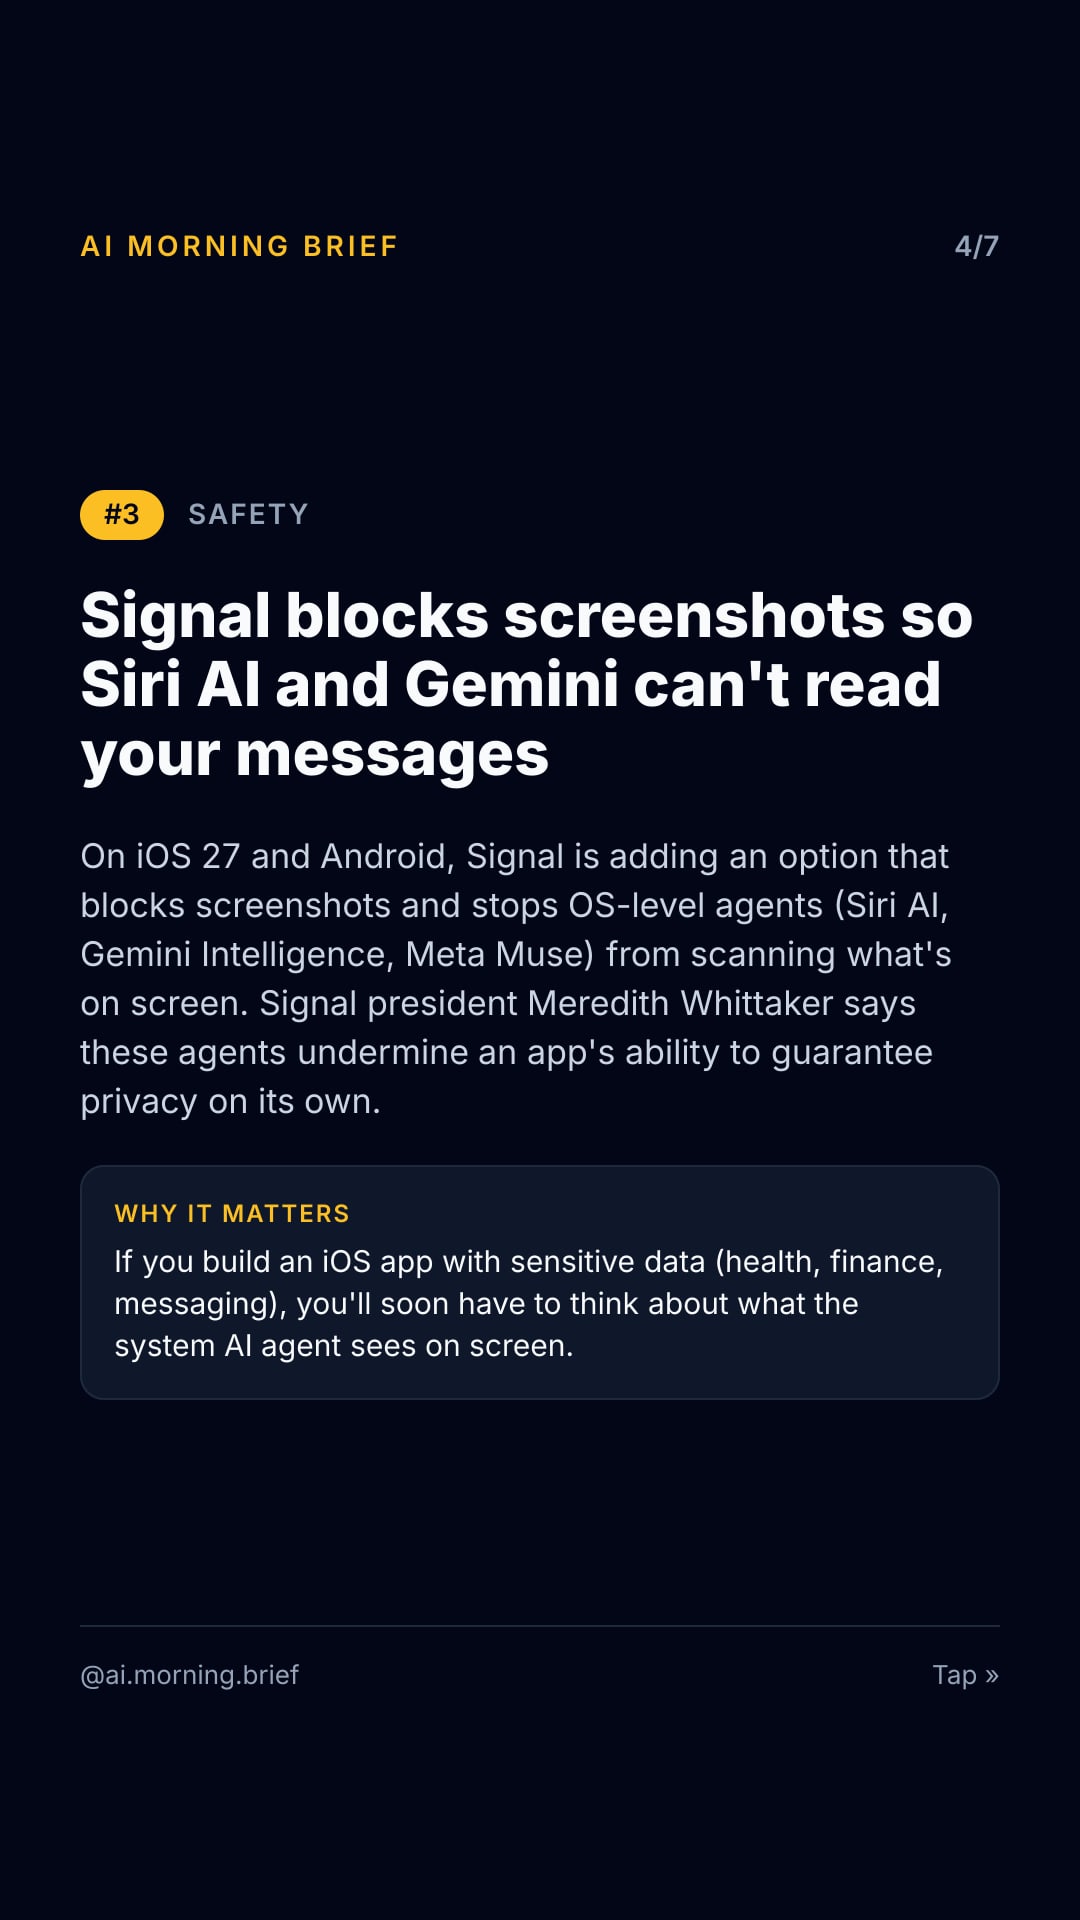 AI MORNING BRIEF
4/7
#3 SAFETY
Signal blocks screenshots so
Siri AI and Gemini can't read
your messages
On iOS 27 and Android, Signal is adding an option that
blocks screenshots and stops OS-level agents (Siri AI,
Gemini Intelligence, Meta Muse) from scanning what's
on screen. Signal president Meredith Whittaker says
these agents undermine an app's ability to guarantee
privacy on its own.
WHY IT MATTERS
If you build an iOS app with sensitive data (health, finance,
messaging), you'll soon have to think about what the
system AI agent sees on screen.
@ai.morning.brief
Tap »